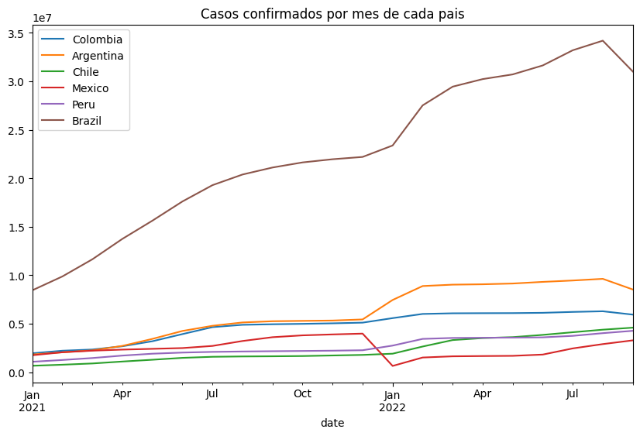 Casos confirmados por mes de cada pais
1e7
3.5
3.0
2.5
2.0
1.5
1.0
0.5
0.0
Colombia
Argentina
Chile
Mexico
Peru
Brazil
Jan Apr Jul Oct Jan Apr Jul
2021 2022
date